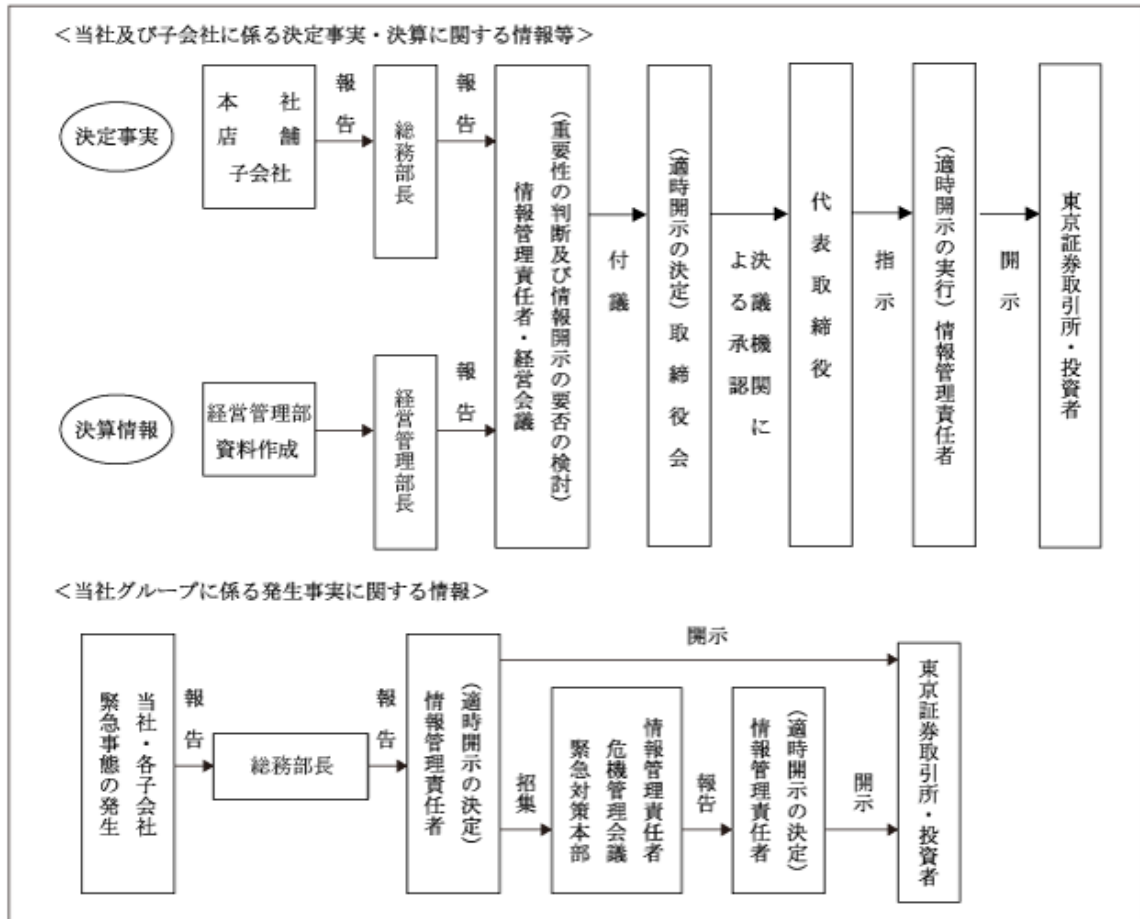 ＜当社及び子会社に係る決定事実・決算に関する情報等＞
決定事実
本　　社
店　　舗
子会社
報告
総務部長
報告
決算情報
経営管理部
資料作成
経営管理部長
報告
（重要性の判断及び情報開示の要否の検討）
情報管理責任者・経営会議
付議
（適時開示の決定）取締役会
決議機関に
よる承認
代表取締役
指示
（適時開示の実行）情報管理責任者
開示
東京証券取引所・投資者
＜当社グループに係る発生事実に関する情報＞
当社・各子会社
緊急事態の発生
報告
総務部長
報告
（適時開示の決定）
情報管理責任者
開示
招集
情報管理責任者
危機管理会議
緊急対策本部
報告
（適時開示の決定）
情報管理責任者
開示
東京証券取引所・投資者